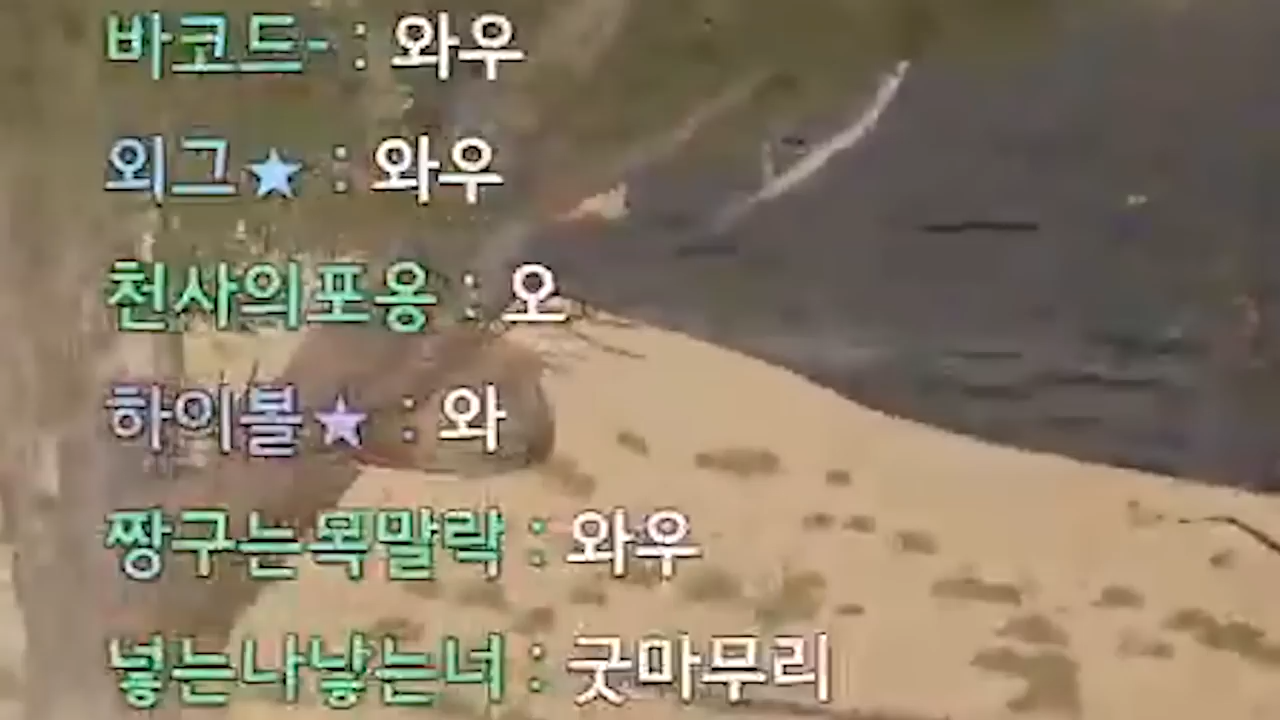 바코드- : 와우
외그★ : 와우
천사의포옹 : 오
하이볼★ : 와
짱구는목말락 : 와우
넣는나낳는너 : 굿마무리